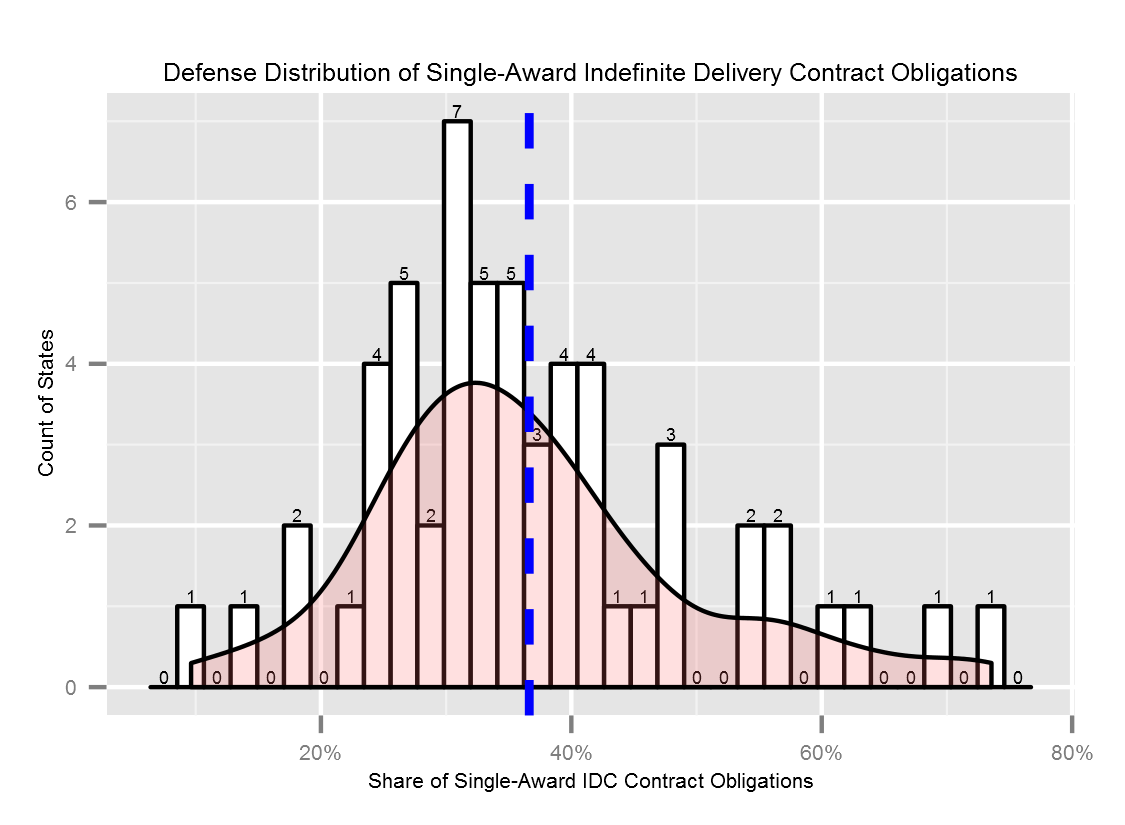 Defense Distribution of Single-Award Indefinite Delivery Contract Obligations
Count of States
6
4
2
0
0 1 0 1 0 2 0 1 4 5 2 7 5 5 3 4 4 1 1 3 0 0 2 2 0 1 1 0 0 1 0 1 0
20% 40% 60% 80%
Share of Single-Award IDC Contract Obligations